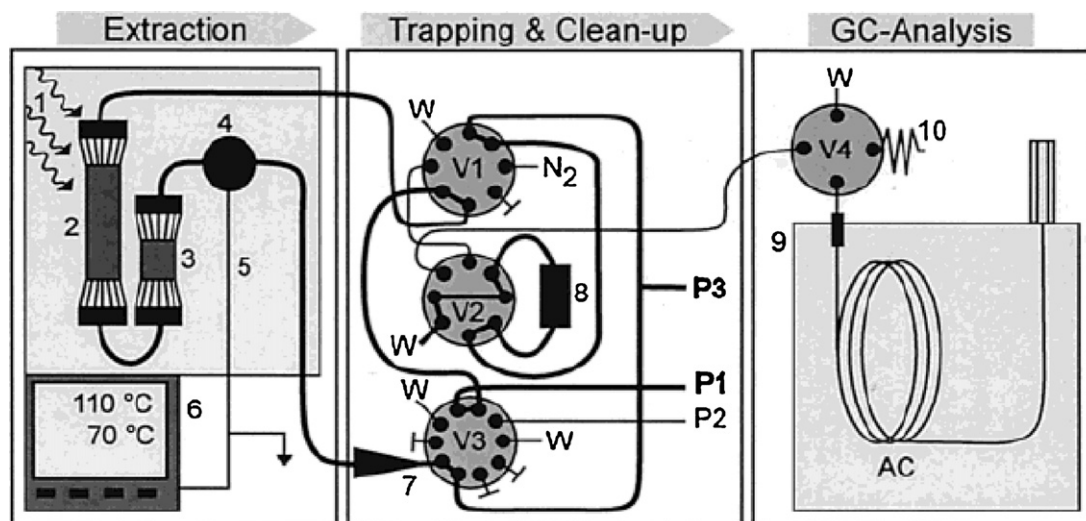 Extraction
Trapping & Clean-up
GC-Analysis
1
2
3
4
5
6
110 °C
70 °C
W
V1
N2
V2
W
8
P3
P1
W
P2
V3
W
7
W
V4
10
9
AC